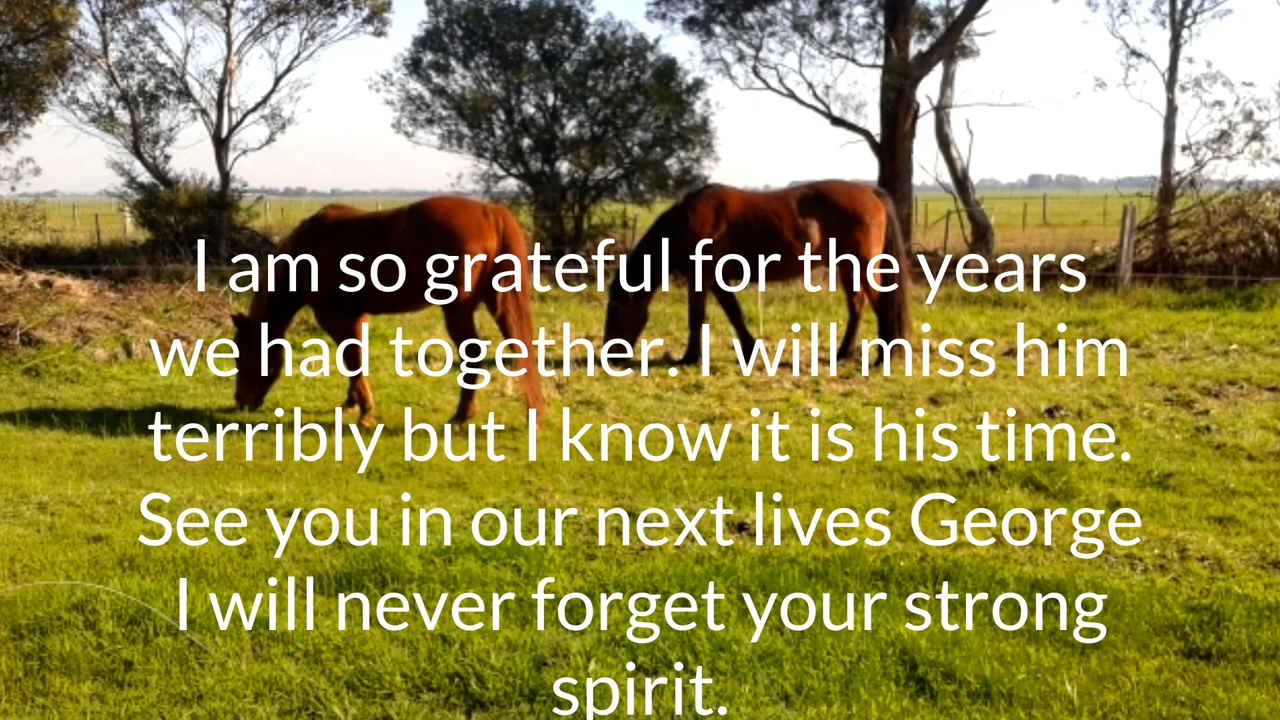 I am so grateful for the years
we had together. I will miss him
terribly but I know it is his time.
See you in our next lives George
I will never forget your strong
spirit.